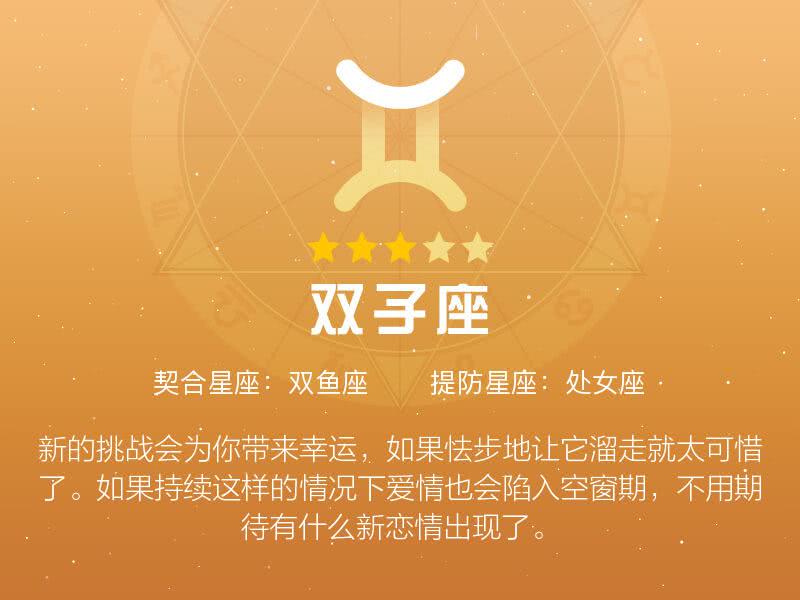 双子座
契合星座：双鱼座 提防星座：处女座
新的挑战会为你带来幸运，如果怯步地让它溜走就太可惜
了。如果持续这样的情况下爱情也会陷入空窗期，不用期
待有什么新恋情出现了。